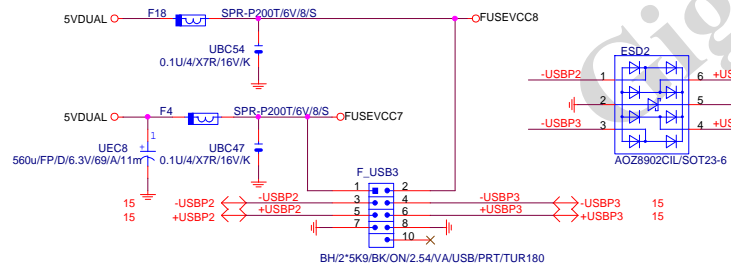 5VDUAL F18 SPR-P200T/6V/8/S FUSEVCC8
UBC54
0.1U/4/X7R/16V/K
Gig
ESD2
-USBP2 1 6 +USB
2 5
-USBP3 3 4 +US
AOZ8902CIL/SOT23-6
5VDUAL F4 SPR-P200T/6V/8/S FUSEVCC7
1
UEC8
560u/FP/D/6.3V/69/A/11m
UBC47
0.1U/4/X7R/16V/K
F_USB3
1 2
15 -USBP2 -USBP2 3 4 -USBP3 -USBP3 15
15 +USBP2 +USBP2 5 6 +USBP3 +USBP3 15
7 8
10
BH/2*5K9/BK/ON/2.54/VA/USB/PRT/TUR180